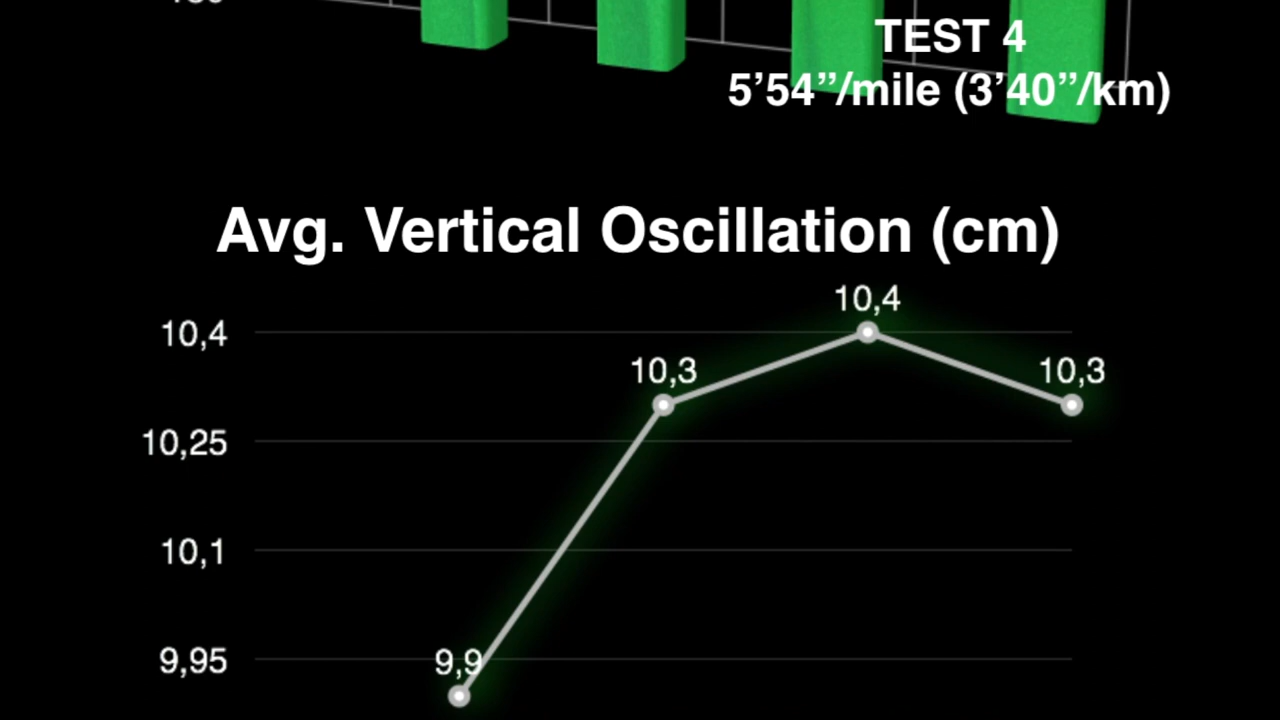 TEST 4
5’54”/mile (3’40”/km)
Avg. Vertical Oscillation (cm)
10,4
10,4
10,3
10,3
10,25
10,1
9,95
9,9